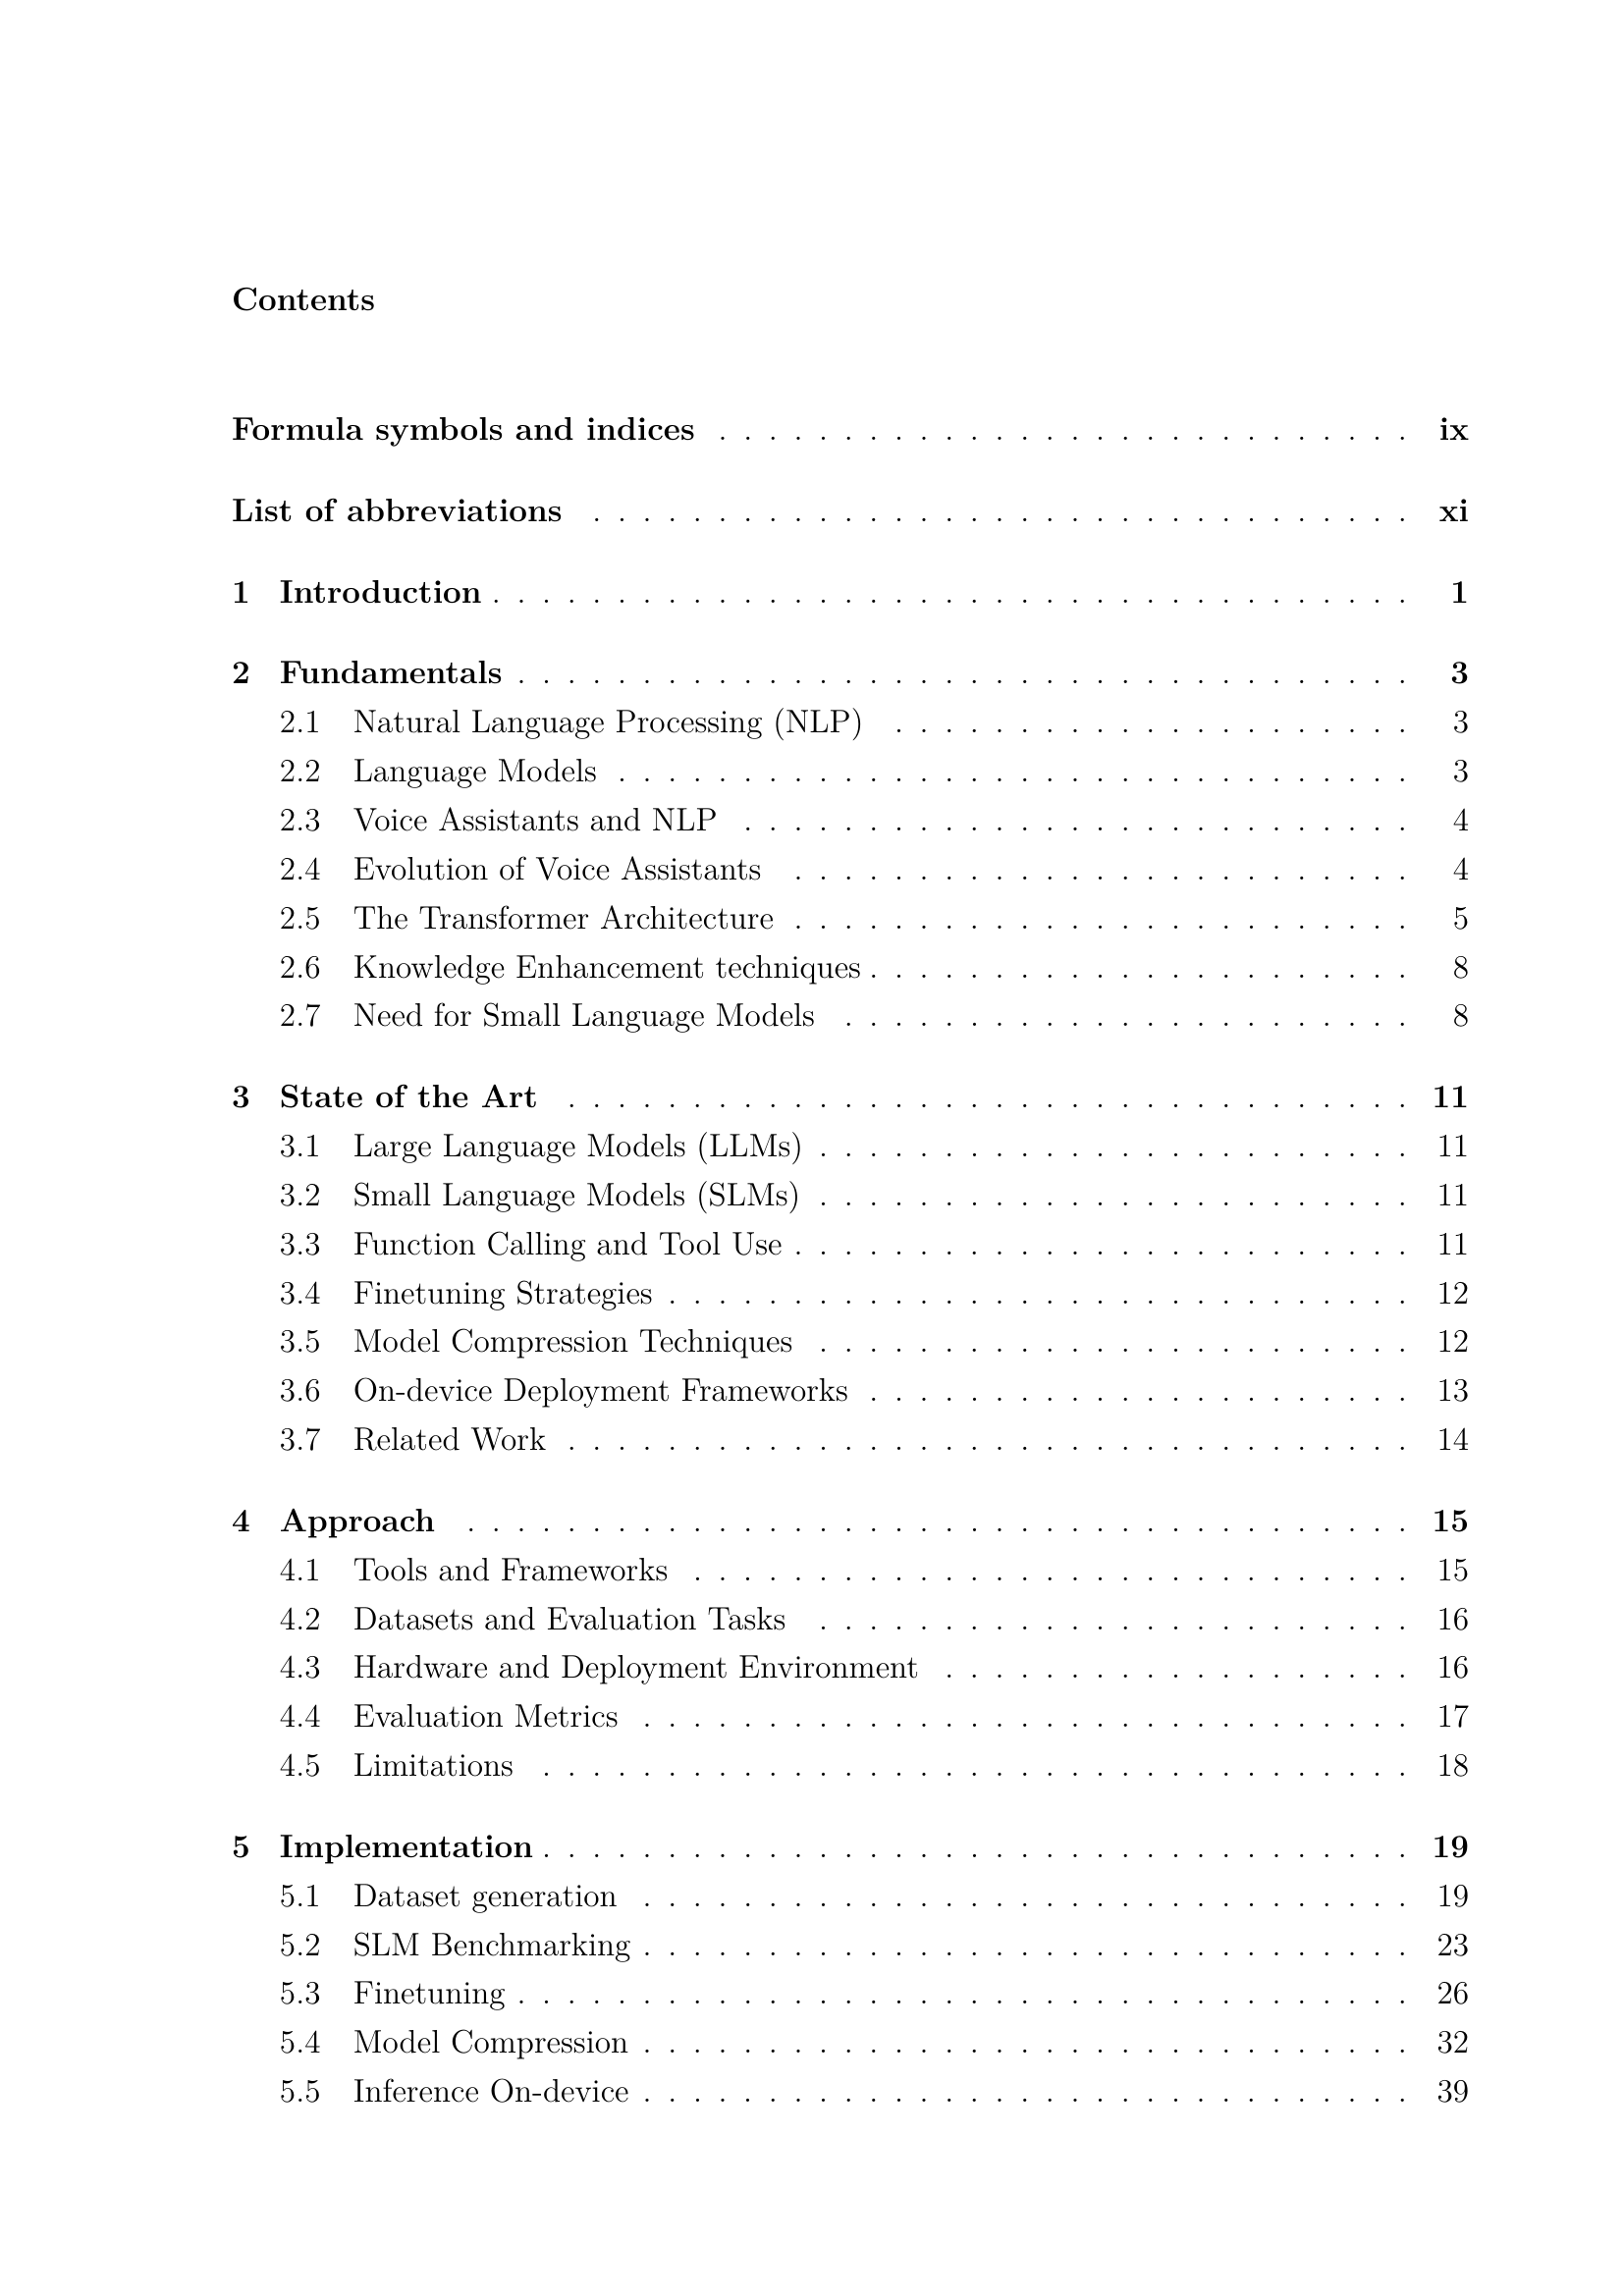 Contents
Formula symbols and indices . . . . . . . . . . . . . . . . . . . . . . . . . . . . ix
List of abbreviations . . . . . . . . . . . . . . . . . . . . . . . . . . . . . . . . . xi
1 Introduction . . . . . . . . . . . . . . . . . . . . . . . . . . . . . . . . . . . . . 1
2 Fundamentals . . . . . . . . . . . . . . . . . . . . . . . . . . . . . . . . . . . . 3
2.1 Natural Language Processing (NLP) . . . . . . . . . . . . . . . . . . . . . 3
2.2 Language Models . . . . . . . . . . . . . . . . . . . . . . . . . . . . . . . . 3
2.3 Voice Assistants and NLP . . . . . . . . . . . . . . . . . . . . . . . . . . . 4
2.4 Evolution of Voice Assistants . . . . . . . . . . . . . . . . . . . . . . . . . 4
2.5 The Transformer Architecture . . . . . . . . . . . . . . . . . . . . . . . . . 5
2.6 Knowledge Enhancement techniques . . . . . . . . . . . . . . . . . . . . . . 8
2.7 Need for Small Language Models . . . . . . . . . . . . . . . . . . . . . . . 8
3 State of the Art . . . . . . . . . . . . . . . . . . . . . . . . . . . . . . . . . . 11
3.1 Large Language Models (LLMs) . . . . . . . . . . . . . . . . . . . . . . . . 11
3.2 Small Language Models (SLMs) . . . . . . . . . . . . . . . . . . . . . . . . 11
3.3 Function Calling and Tool Use . . . . . . . . . . . . . . . . . . . . . . . . . 11
3.4 Finetuning Strategies . . . . . . . . . . . . . . . . . . . . . . . . . . . . . . 12
3.5 Model Compression Techniques . . . . . . . . . . . . . . . . . . . . . . . . 12
3.6 On-device Deployment Frameworks . . . . . . . . . . . . . . . . . . . . . . 13
3.7 Related Work . . . . . . . . . . . . . . . . . . . . . . . . . . . . . . . . . . 14
4 Approach . . . . . . . . . . . . . . . . . . . . . . . . . . . . . . . . . . . . . . 15
4.1 Tools and Frameworks . . . . . . . . . . . . . . . . . . . . . . . . . . . . . 15
4.2 Datasets and Evaluation Tasks . . . . . . . . . . . . . . . . . . . . . . . . 16
4.3 Hardware and Deployment Environment . . . . . . . . . . . . . . . . . . . 16
4.4 Evaluation Metrics . . . . . . . . . . . . . . . . . . . . . . . . . . . . . . . 17
4.5 Limitations . . . . . . . . . . . . . . . . . . . . . . . . . . . . . . . . . . . 18
5 Implementation . . . . . . . . . . . . . . . . . . . . . . . . . . . . . . . . . . . 19
5.1 Dataset generation . . . . . . . . . . . . . . . . . . . . . . . . . . . . . . . 19
5.2 SLM Benchmarking . . . . . . . . . . . . . . . . . . . . . . . . . . . . . . . 23
5.3 Finetuning . . . . . . . . . . . . . . . . . . . . . . . . . . . . . . . . . . . . 26
5.4 Model Compression . . . . . . . . . . . . . . . . . . . . . . . . . . . . . . . 32
5.5 Inference On-device . . . . . . . . . . . . . . . . . . . . . . . . . . . . . . . 39